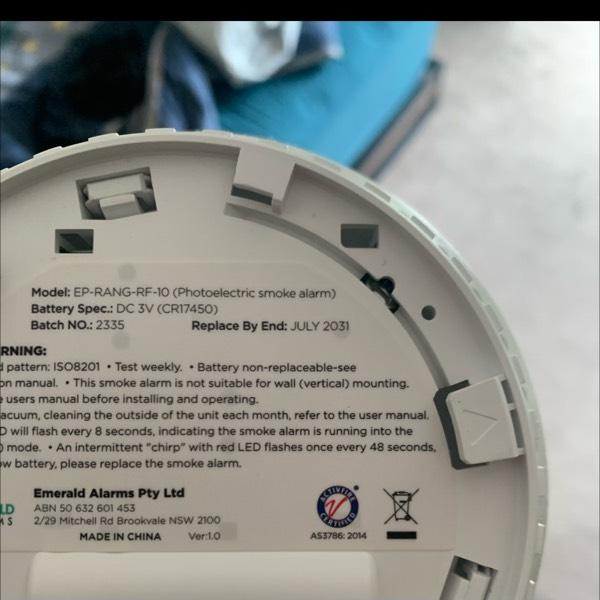 Model: EP-RANG-RF-10 (Photoelectric smoke alarm)
Battery Spec.: DC 3V (CR17450)
Batch NO.: 2335 Replace By End: JULY 2031
RNING:
d pattern: ISO8201 • Test weekly. • Battery non-replaceable-see
on manual. • This smoke alarm is not suitable for wall (vertical) mounting.
e users manual before installing and operating.
acuum, cleaning the outside of the unit each month, refer to the user manual.
D will flash every 8 seconds, indicating the smoke alarm is running into the
) mode. • An intermittent "chirp" with red LED flashes once every 48 seconds,
ow battery, please replace the smoke alarm.
Emerald Alarms Pty Ltd
LD
MS
ABN 50 632 601 453
2/29 Mitchell Rd Brookvale NSW 2100
MADE IN CHINA Ver:1.0
ACTIVFIRE
CERTIFIED
AS3786: 2014